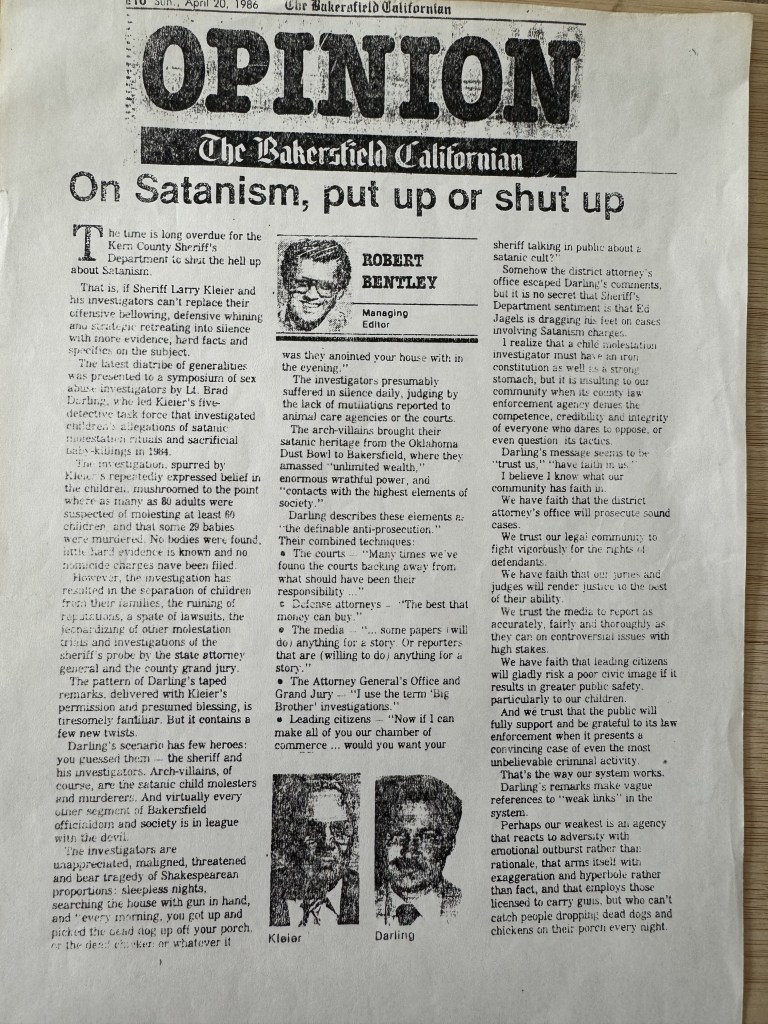 B10 Sun., April 20, 1986 The Bakersfield Californian
OPINION
The Bakersfield Californian
On Satanism, put up or shut up
The time is long overdue for the
Kern County Sheriff's
Department to shut the hell up
about Satanism.
That is, if Sheriff Larry Kleier and
his investigators can't replace their
offensive bellowing, defensive whining
and strategic retreating into silence
with more evidence, hard facts and
specifics on the subject.
The latest diatribe of generalities
was presented to a symposium of sex
abuse investigators by Lt. Brad
Darling, who led Kleier's five-
detective task force that investigated
children's allegations of satanic
molestation rituals and sacrificial
baby-killings in 1984.
The investigation, spurred by
Kleier's repeatedly expressed belief in
the children, mushroomed to the point
where as many as 80 adults were
suspected of molesting at least 60
children, and that some 29 babies
were murdered. No bodies were found,
little hard evidence is known and no
homicide charges have been filed.
However, the investigation has
resulted in the separation of children
from their families, the ruining of
reputations, a spate of lawsuits, the
jeopardizing of other molestation
trials and investigations of the
sheriff's probe by the state attorney
general and the county grand jury.
The pattern of Darling's taped
remarks, delivered with Kleier's
permission and presumed blessing, is
tiresomely familiar. But it contains a
few new twists.
Darling's scenario has few heroes:
you guessed them — the sheriff and
his investigators. Arch-villains, of
course, are the satanic child molesters
and murderers. And virtually every
other segment of Bakersfield
officialdom and society is in league
with the devil.
The investigators are
unappreciated, maligned, threatened
and bear tragedy of Shakespearean
proportions: sleepless nights,
searching the house with gun in hand,
and "every morning, you got up and
picked the dead dog up off your porch,
or the dead chicken or whatever it
ROBERT
BENTLEY
Managing
Editor
was they anointed your house with in
the evening."
The investigators presumably
suffered in silence daily, judging by
the lack of mutilations reported to
animal care agencies or the courts.
The arch-villains brought their
satanic heritage from the Oklahoma
Dust Bowl to Bakersfield, where they
amassed "unlimited wealth,"
enormous wrathful power, and
"contacts with the highest elements of
society."
Darling describes these elements as
"the definable anti-prosecution."
Their combined techniques:
• The courts — "Many times we've
found the courts backing away from
what should have been their
responsibility ..."
• Defense attorneys — "The best that
money can buy."
• The media — "... some papers (will
do) anything for a story. Or reporters
that are (willing to do) anything for a
story."
• The Attorney General's Office and
Grand Jury — "I use the term 'Big
Brother' investigations."
• Leading citizens — "Now if I can
make all of you our chamber of
commerce ... would you want your
Kleier
Darling
sheriff talking in public about a
satanic cult?"
Somehow the district attorney's
office escaped Darling's comments,
but it is no secret that Sheriff's
Department sentiment is that Ed
Jagels is dragging his feet on cases
involving Satanism charges.
I realize that a child molestation
investigator must have an iron
constitution as well as a strong
stomach, but it is insulting to our
community when its county law
enforcement agency demes the
competence, credibility and integrity
of everyone who dares to oppose, or
even question its tactics.
Darling's message seems to be
"trust us," "have faith in us."
I believe I know what our
community has faith in.
We have faith that the district
attorney's office will prosecute sound
cases.
We trust our legal community to
fight vigorously for the rights of
defendants.
We have faith that our juries and
judges will render justice to the best
of their ability.
We trust the media to report as
accurately, fairly and thoroughly as
they can on controversial issues with
high stakes.
We have faith that leading citizens
will gladly risk a poor civic image if it
results in greater public safety,
particularly to our children.
And we trust that the public will
fully support and be grateful to its law
enforcement when it presents a
convincing case of even the most
unbelievable criminal activity.
That's the way our system works.
Darling's remarks make vague
references to "weak links" in the
system.
Perhaps our weakest is an agency
that reacts to adversity with
emotional outburst rather than
rationale, that arms itself with
exaggeration and hyperbole rather
than fact, and that employs those
licensed to carry guns, but who can't
catch people dropping dead dogs and
chickens on their porch every night.